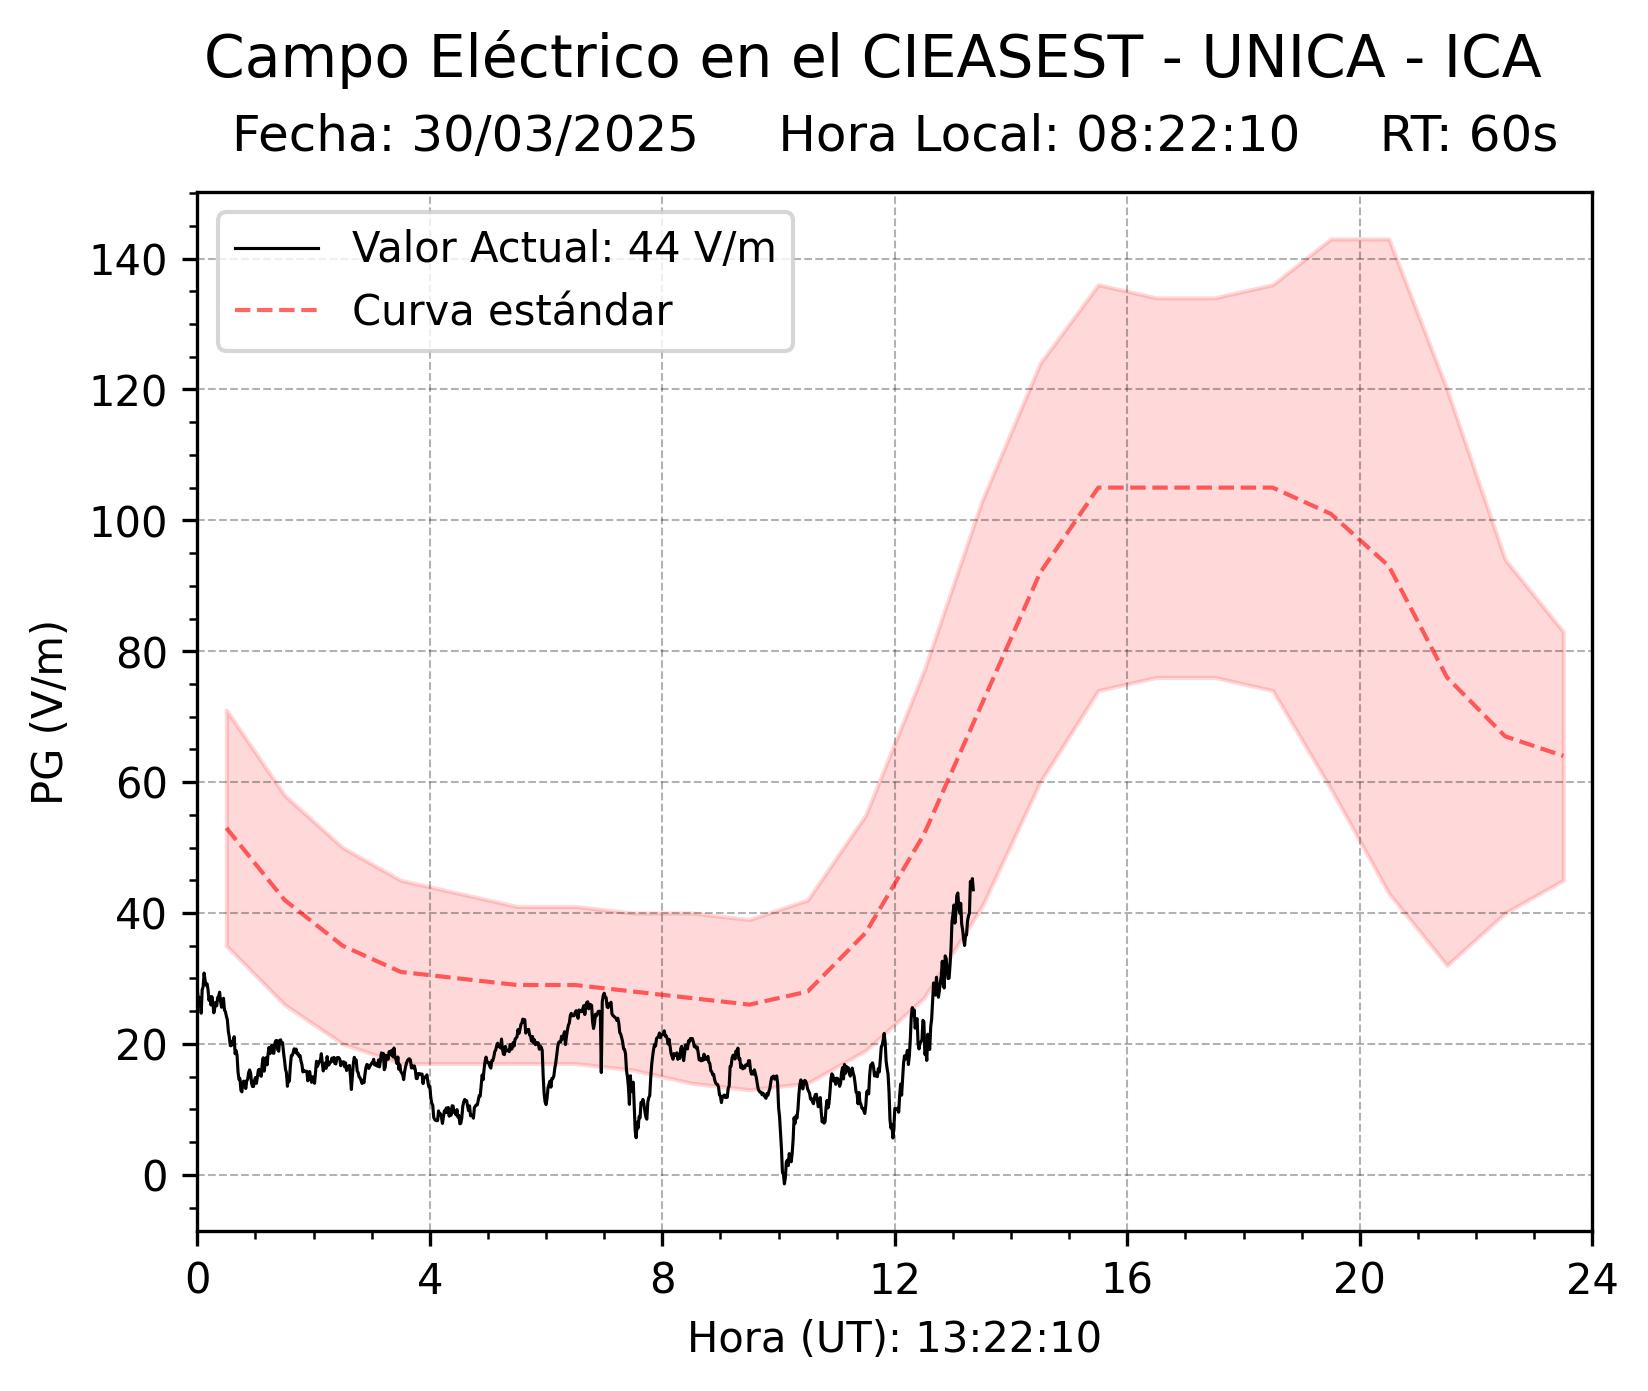 Campo Eléctrico en el CIEASEST - UNICA - ICA
Fecha: 30/03/2025 Hora Local: 08:22:10 RT: 60s
Valor Actual: 44 V/m
Curva estándar
140
120
100
80
60
40
20
0
PG (V/m)
0 4 8 12 16 20 24
Hora (UT): 13:22:10